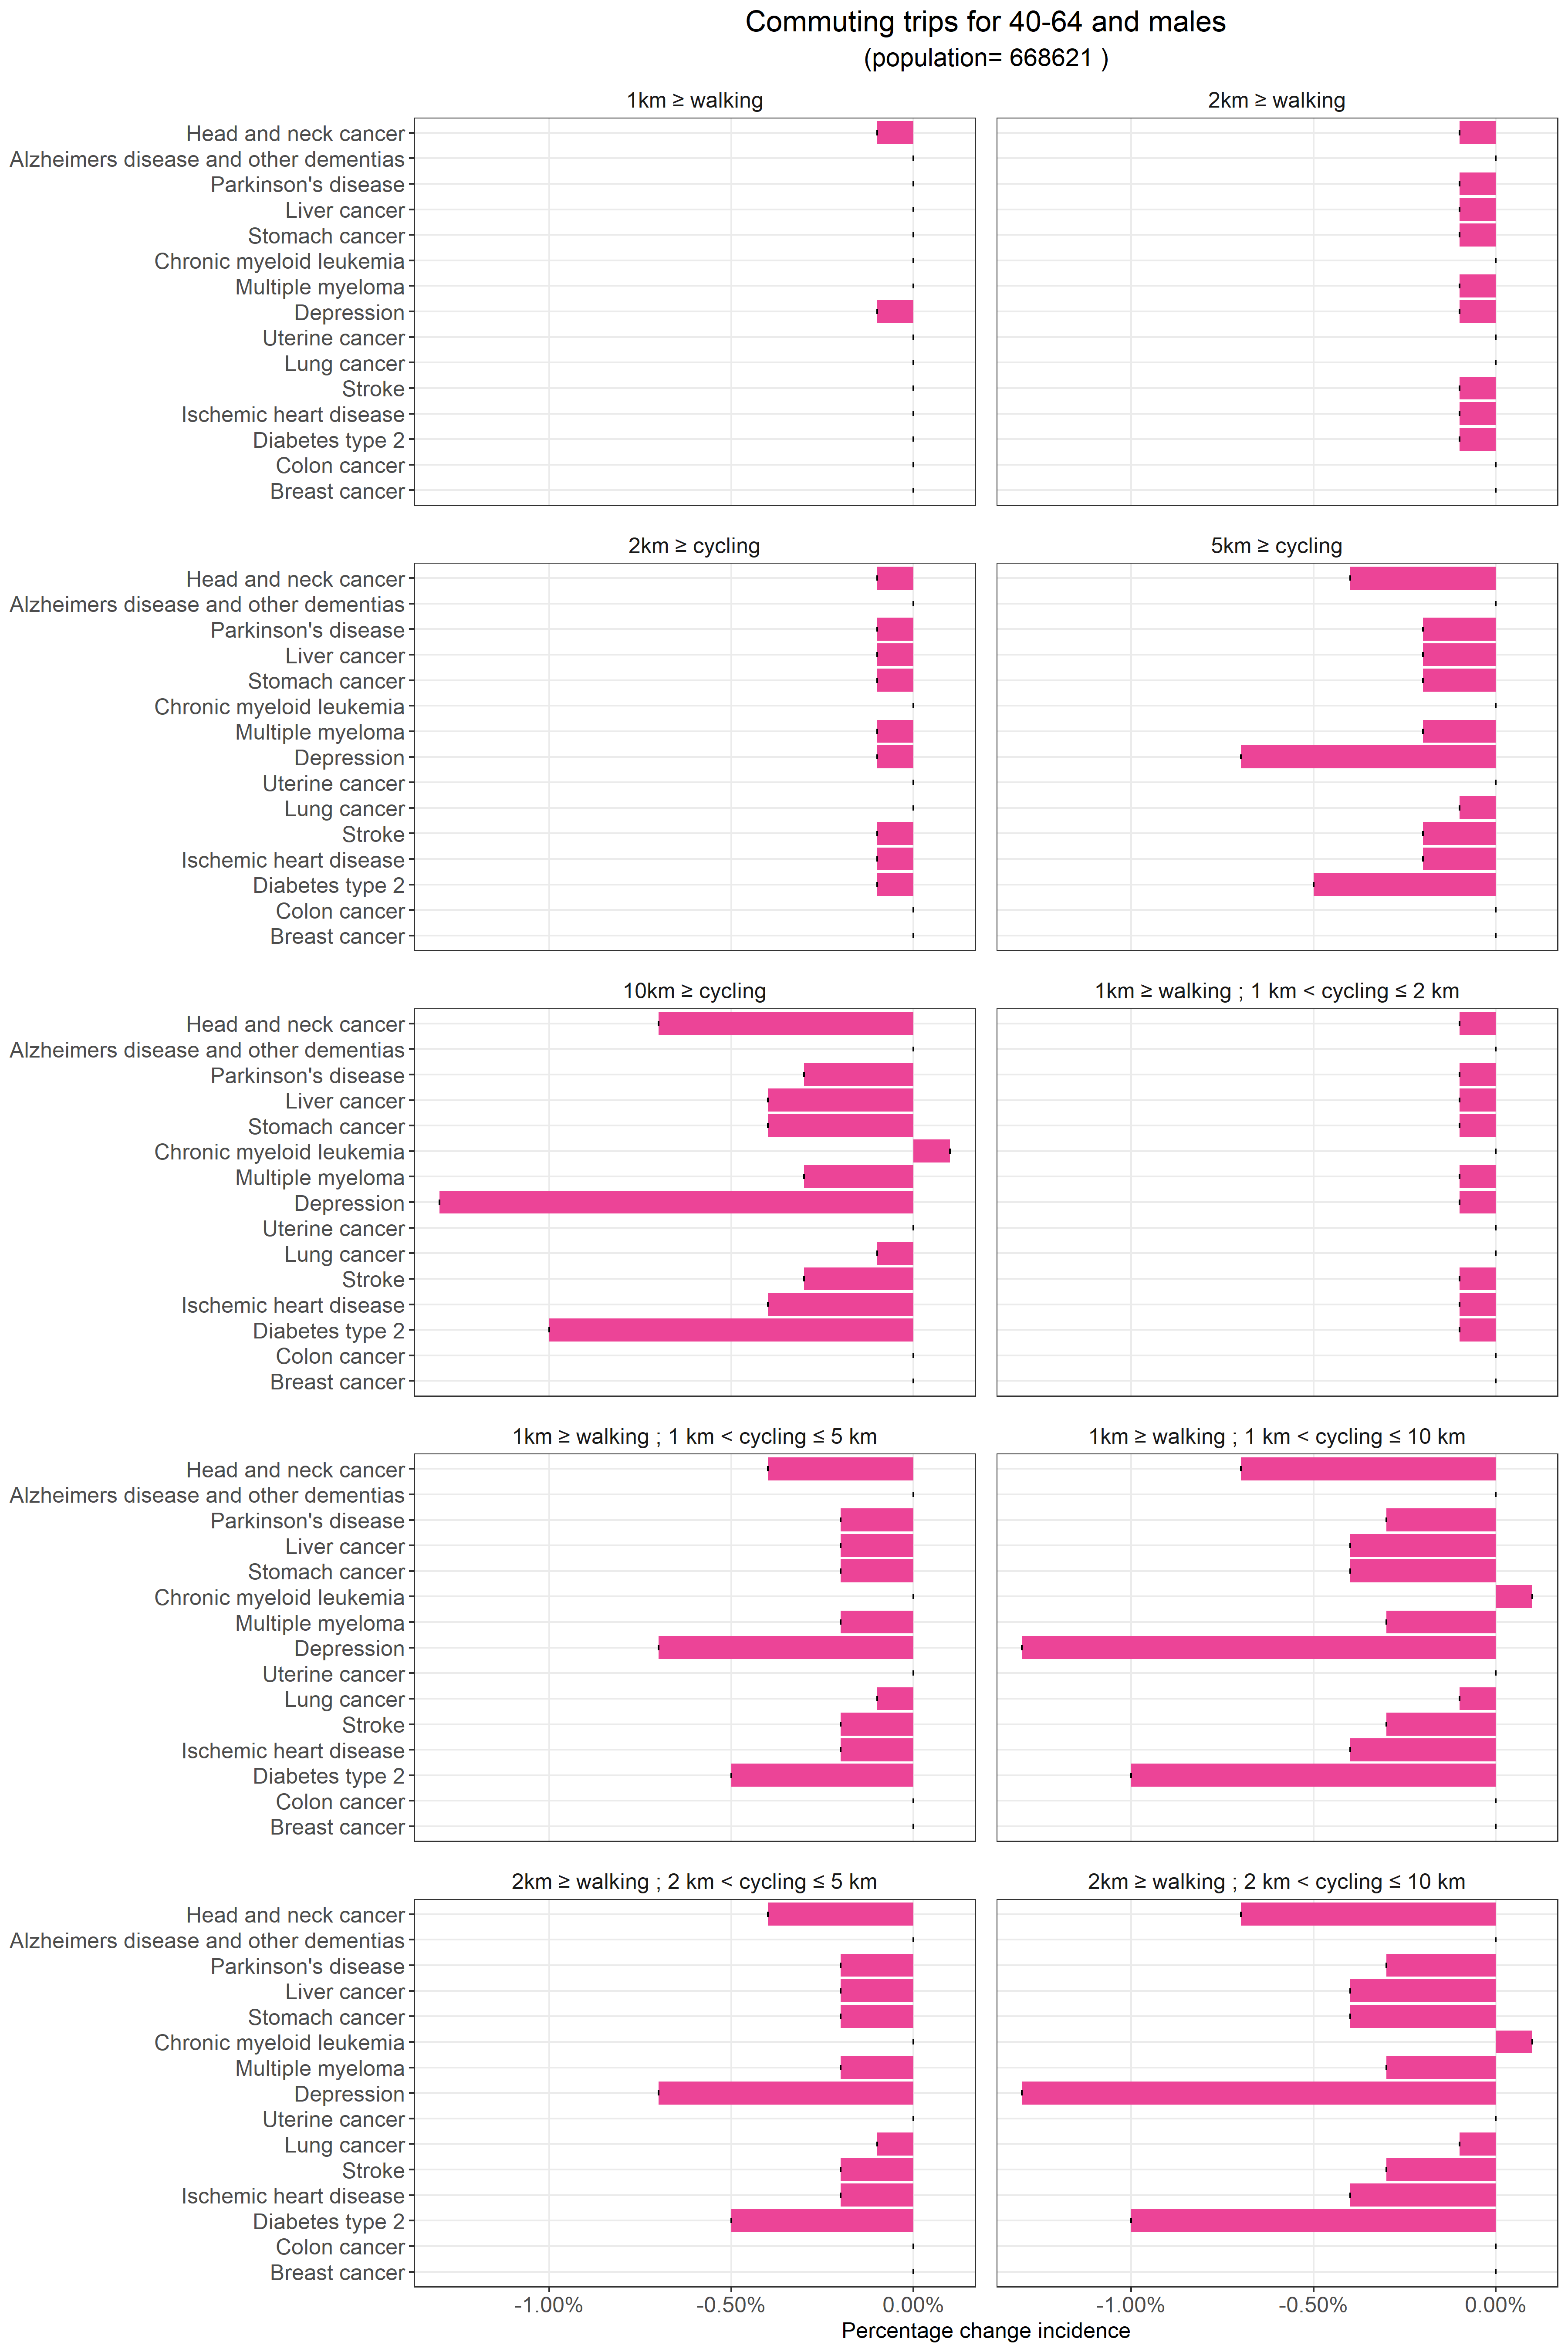 Commuting trips for 40-64 and males
(population= 668621 )
1km ≥ walking
2km ≥ walking
Head and neck cancer
Alzheimers disease and other dementias
Parkinson's disease
Liver cancer
Stomach cancer
Chronic myeloid leukemia
Multiple myeloma
Depression
Uterine cancer
Lung cancer
Stroke
Ischemic heart disease
Diabetes type 2
Colon cancer
Breast cancer
2km ≥ cycling
5km ≥ cycling
Head and neck cancer
Alzheimers disease and other dementias
Parkinson's disease
Liver cancer
Stomach cancer
Chronic myeloid leukemia
Multiple myeloma
Depression
Uterine cancer
Lung cancer
Stroke
Ischemic heart disease
Diabetes type 2
Colon cancer
Breast cancer
10km ≥ cycling
1km ≥ walking ; 1 km < cycling ≤ 2 km
Head and neck cancer
Alzheimers disease and other dementias
Parkinson's disease
Liver cancer
Stomach cancer
Chronic myeloid leukemia
Multiple myeloma
Depression
Uterine cancer
Lung cancer
Stroke
Ischemic heart disease
Diabetes type 2
Colon cancer
Breast cancer
1km ≥ walking ; 1 km < cycling ≤ 5 km
1km ≥ walking ; 1 km < cycling ≤ 10 km
Head and neck cancer
Alzheimers disease and other dementias
Parkinson's disease
Liver cancer
Stomach cancer
Chronic myeloid leukemia
Multiple myeloma
Depression
Uterine cancer
Lung cancer
Stroke
Ischemic heart disease
Diabetes type 2
Colon cancer
Breast cancer
2km ≥ walking ; 2 km < cycling ≤ 5 km
2km ≥ walking ; 2 km < cycling ≤ 10 km
Head and neck cancer
Alzheimers disease and other dementias
Parkinson's disease
Liver cancer
Stomach cancer
Chronic myeloid leukemia
Multiple myeloma
Depression
Uterine cancer
Lung cancer
Stroke
Ischemic heart disease
Diabetes type 2
Colon cancer
Breast cancer
-1.00% -0.50% 0.00% -1.00% -0.50% 0.00%
Percentage change incidence